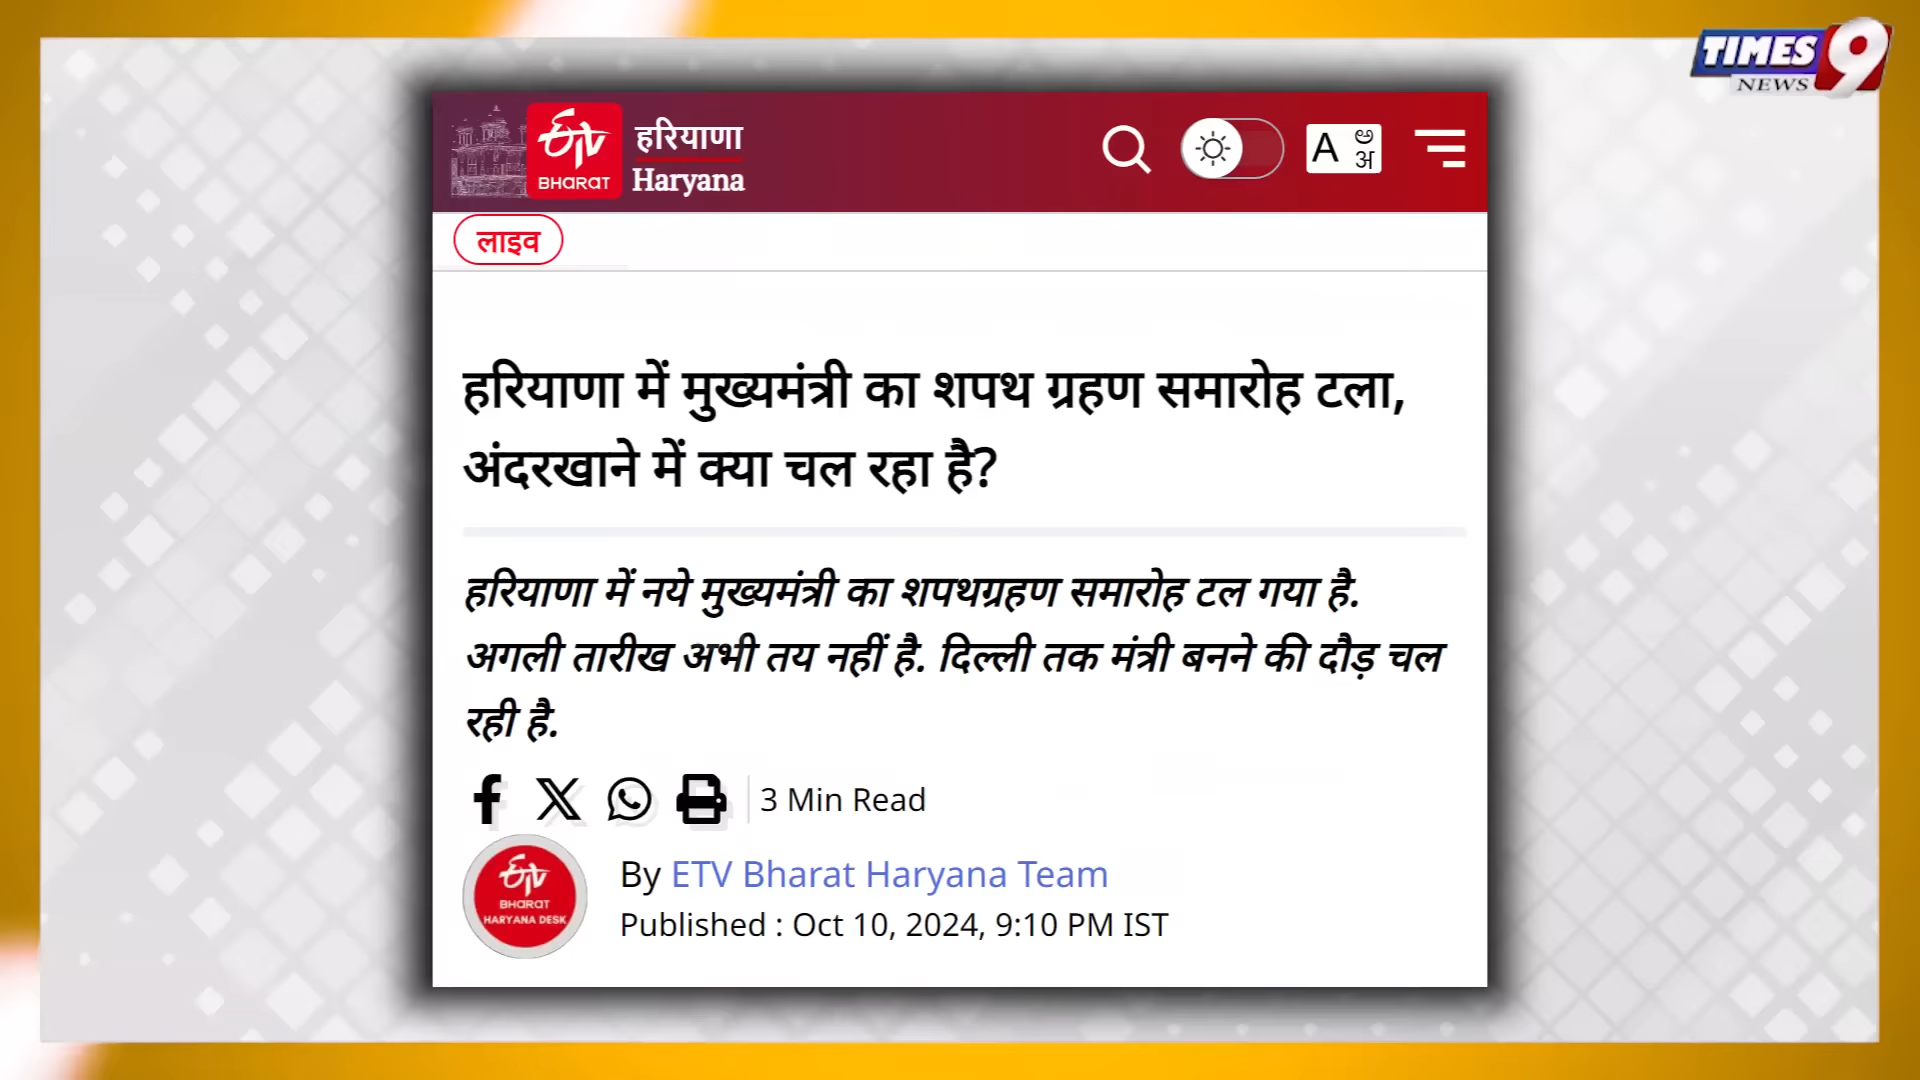 TIMES 9
NEWS
ETV BHARAT
हरियाणा
Haryana
A అ अ
लाइव
हरियाणा में मुख्यमंत्री का शपथ ग्रहण समारोह टला,
अंदरखाने में क्या चल रहा है?
हरियाणा में नये मुख्यमंत्री का शपथग्रहण समारोह टल गया है.
अगली तारीख अभी तय नहीं है. दिल्ली तक मंत्री बनने की दौड़ चल
रही है.
3 Min Read
ETV BHARAT HARYANA DESK
By ETV Bharat Haryana Team
Published : Oct 10, 2024, 9:10 PM IST